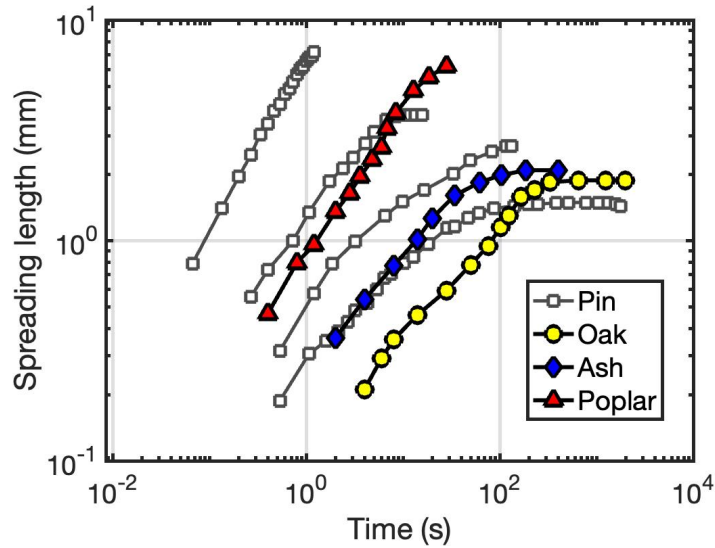 10^1
10^0
10^-1
Spreading length (mm)
10^-2
10^0
10^2
10^4
Time (s)
Pin
Oak
Ash
Poplar